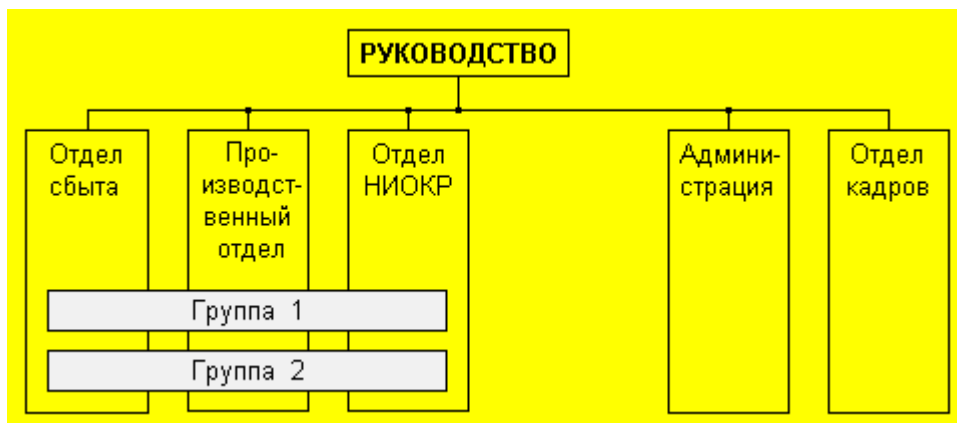 РУКОВОДСТВО
Отдел
сбыта
Про-
изводст-
венный
отдел
Отдел
НИОКР
Админи-
страция
Отдел
кадров
Группа 1
Группа 2